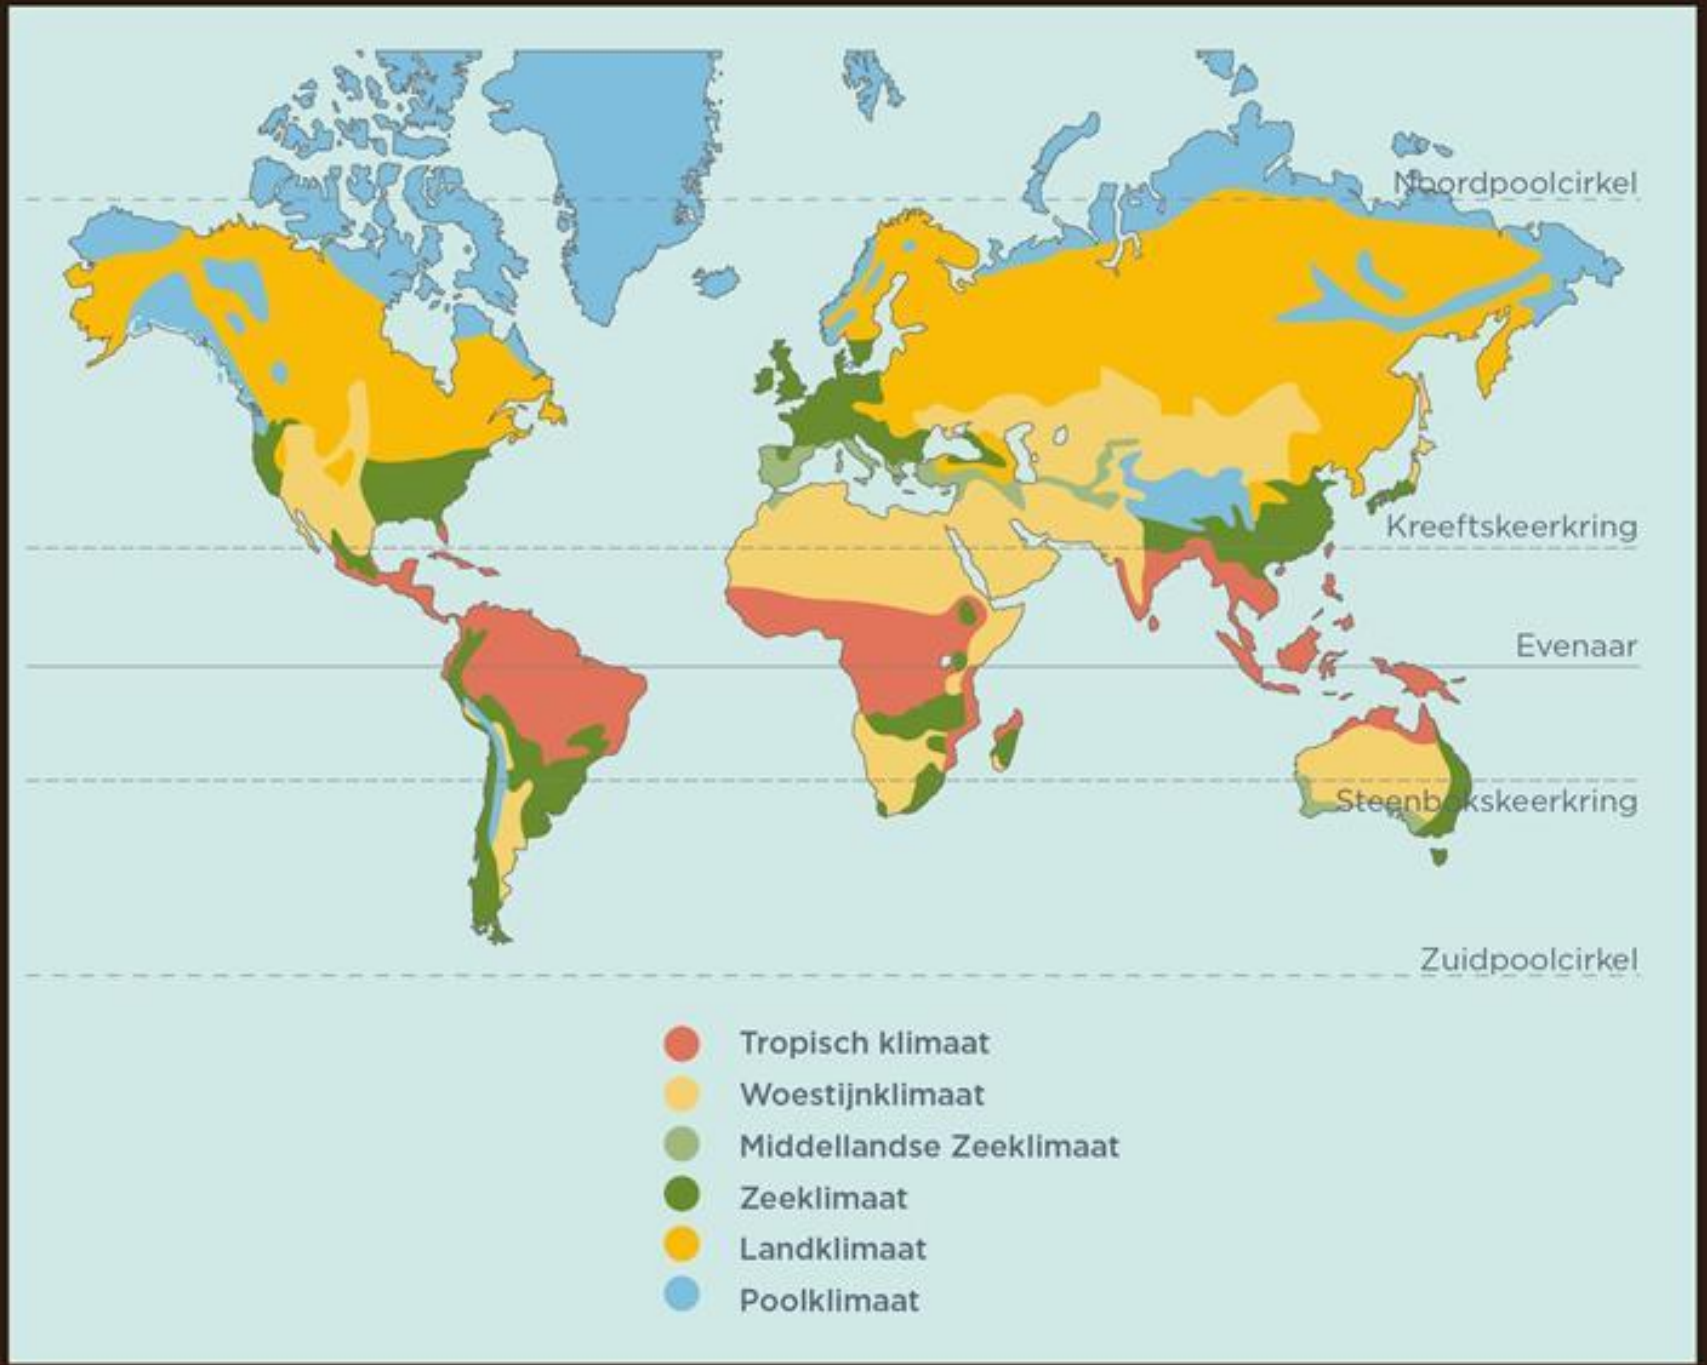 Noordpoolcirkel
Kreeftskeerkring
Evenaar
Steenbokskeerkring
Zuidpoolcirkel
Tropisch klimaat
Woestijnklimaat
Middellandse Zeeklimaat
Zeeklimaat
Landklimaat
Poolklimaat